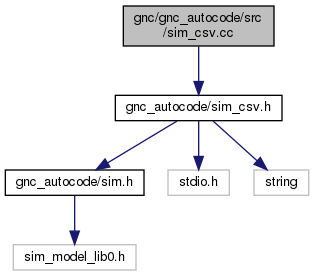 gnc/gnc_autocode/src
/sim_csv.cc
gnc_autocode/sim_csv.h
gnc_autocode/sim.h
stdio.h
string
sim_model_lib0.h